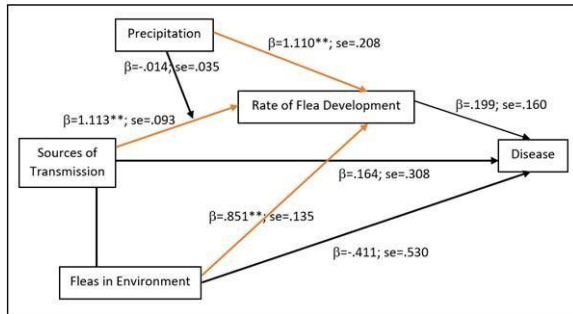 Precipitation
β=1.110**; se=.208
β=-.014; se=.035
Rate of Flea Development
β=1.113**; se=.093
β=.199; se=.160
Sources of
Transmission
Disease
β=.164; se=.308
β=.851**; se=.135
β=-.411; se=.530
Fleas in Environment